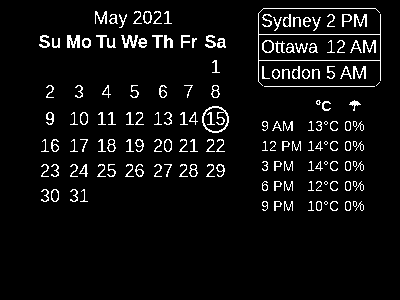 May 2021
Su Mo Tu We Th Fr Sa
1
2 3 4 5 6 7 8
9 10 11 12 13 14 15
16 17 18 19 20 21 22
23 24 25 26 27 28 29
30 31
Sydney 2 PM
Ottawa 12 AM
London 5 AM
°C ☂
9 AM 13°C 0%
12 PM 14°C 0%
3 PM 14°C 0%
6 PM 12°C 0%
9 PM 10°C 0%